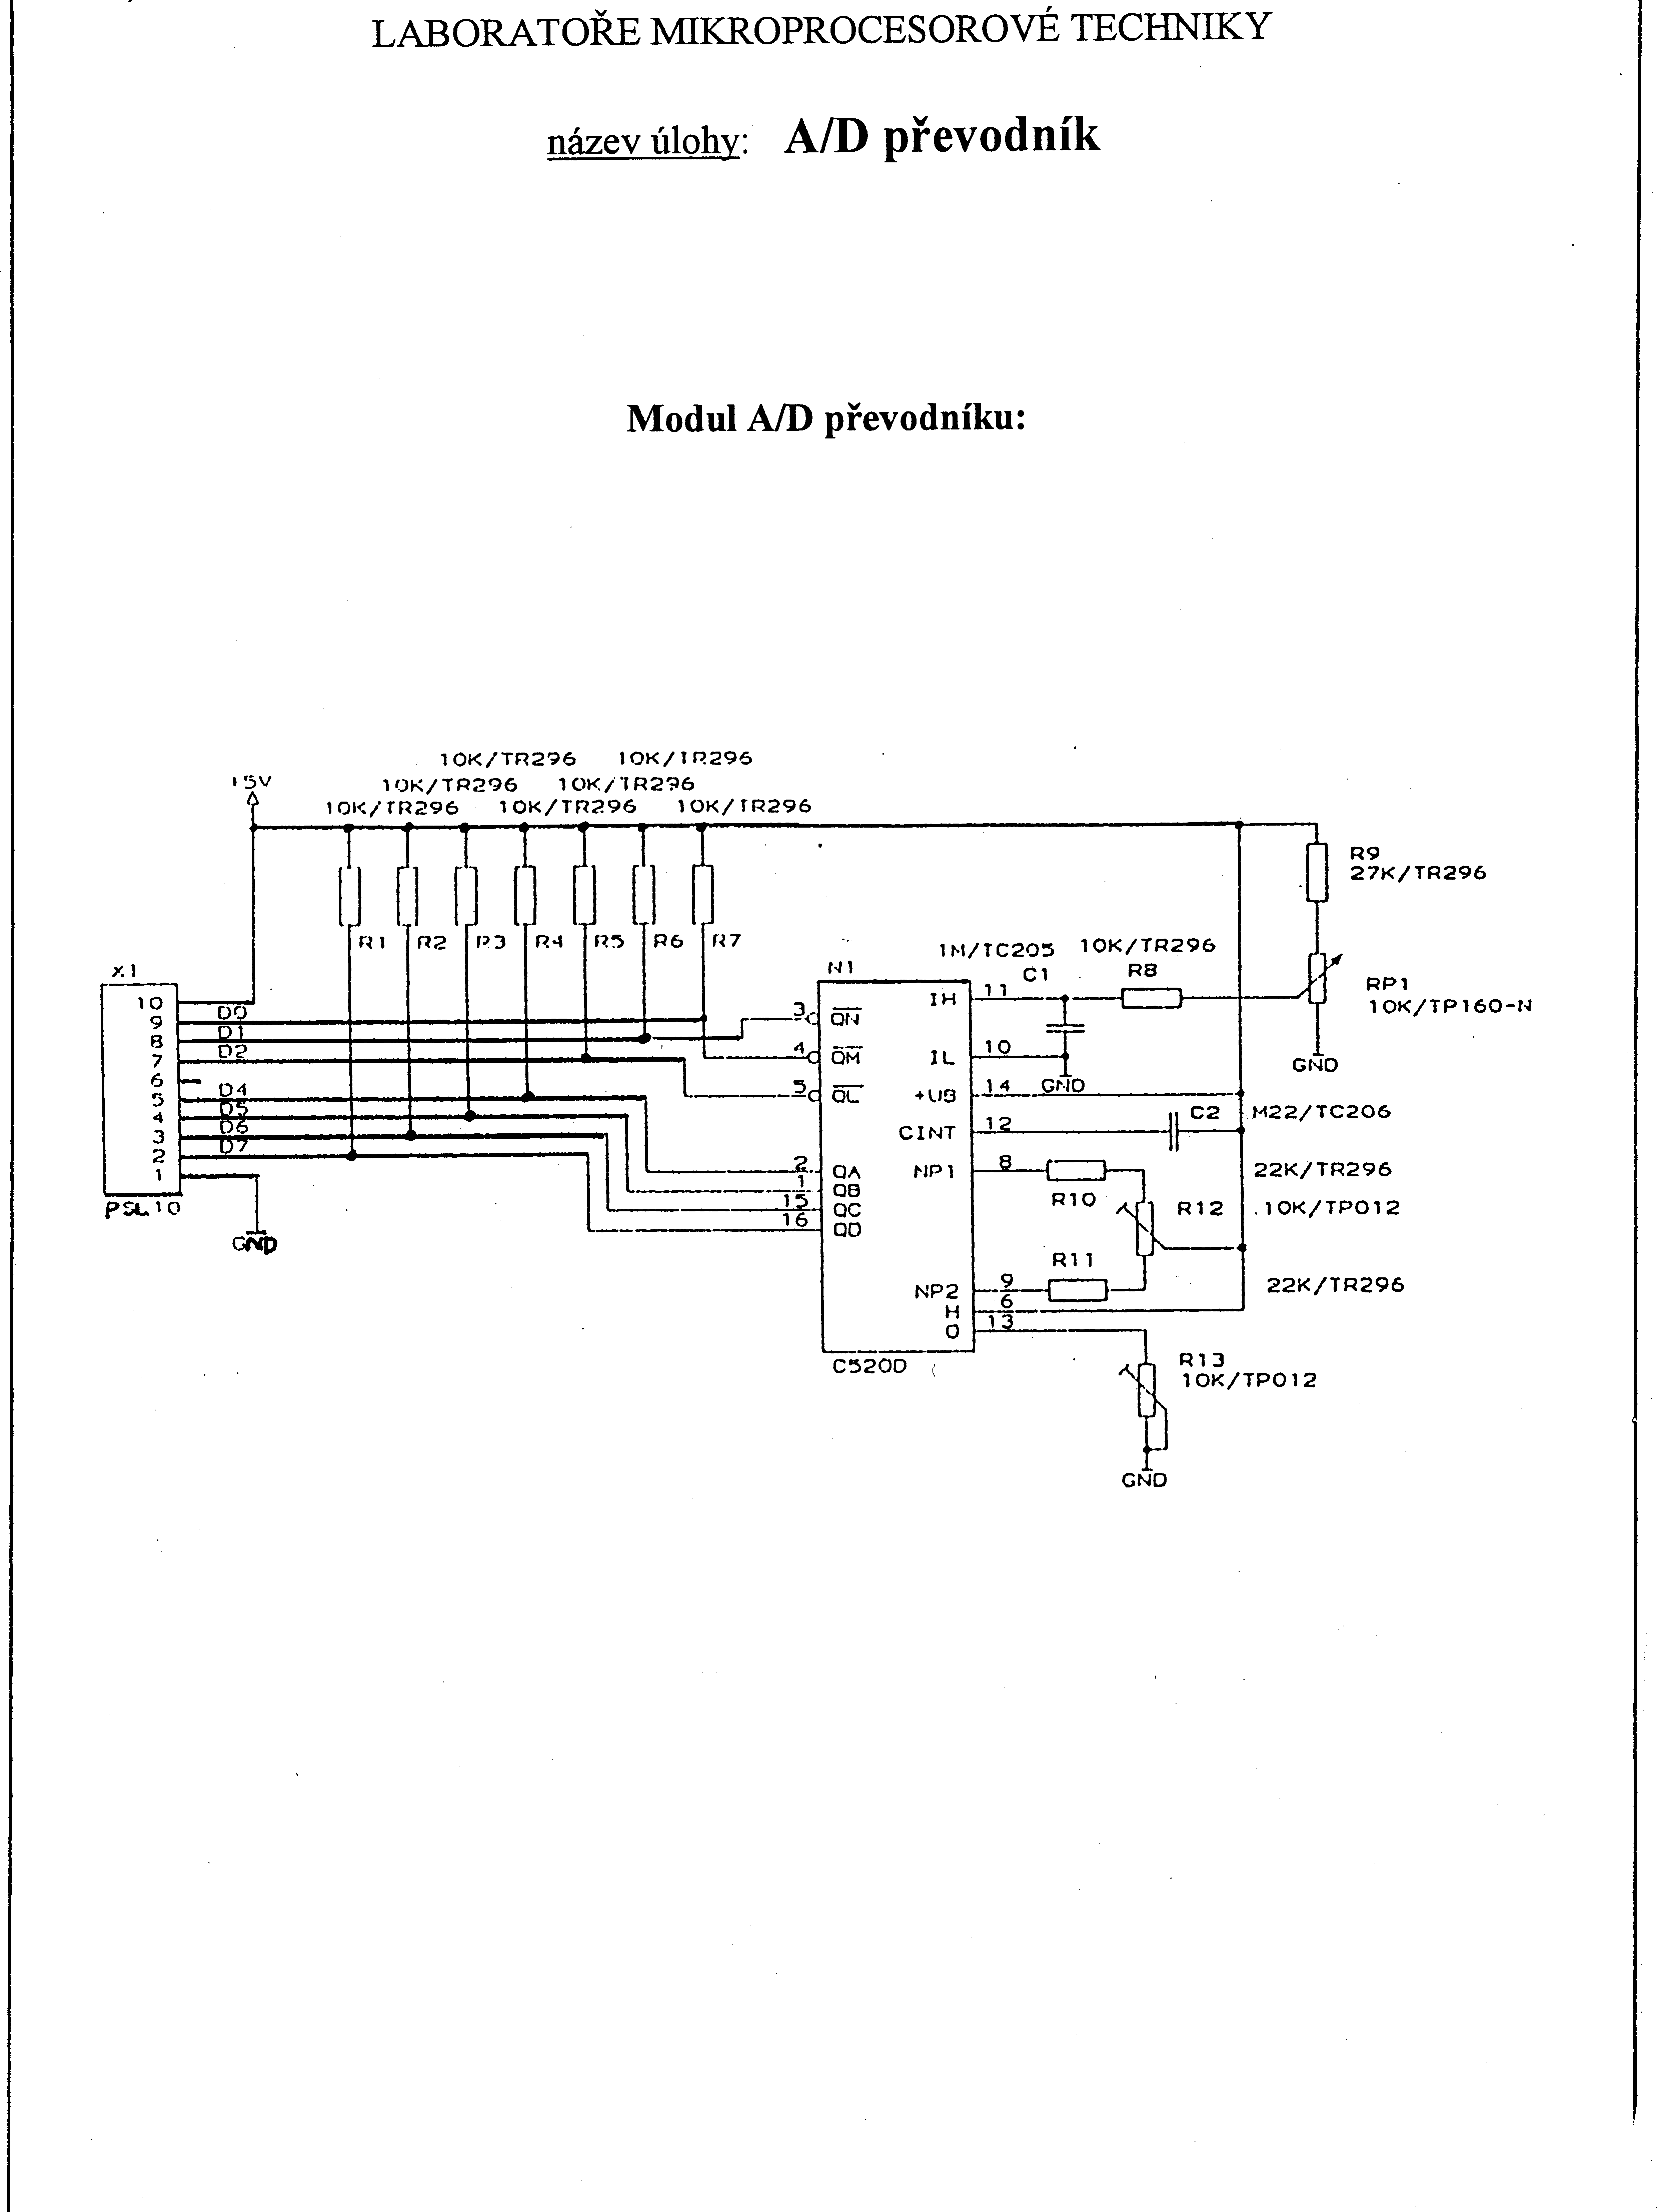 LABORATOŘE MIKROPROCESOROVÉ TECHNIKY
název úlohy: A/D převodník
Modul A/D převodníku:
10K/TR296 10K/TR296
+5V 10K/TR296 10K/TR296
10K/TR296 10K/TR296 10K/TR296
R9
27K/TR296
R1 R2 R3 R4 R5 R6 R7
1M/TC205 10K/TR296
X1
N1
C1 R8
RP1
10K/TP160-N
10 D0
9 D1
8 D2
7
6 D4
5 D5
4 D6
3 D7
2
1
PSL10
GND
3 QN
4 QM
5 QL
2 QA
1 QB
15 QC
16 QD
IH 11
IL 10
GND
GND
+UB 14
C2 M22/TC206
CINT 12
NP1 8
22K/TR296
R10
R12 10K/TP012
R11
NP2 9
22K/TR296
H 6
O 13
C520D
R13
10K/TP012
GND